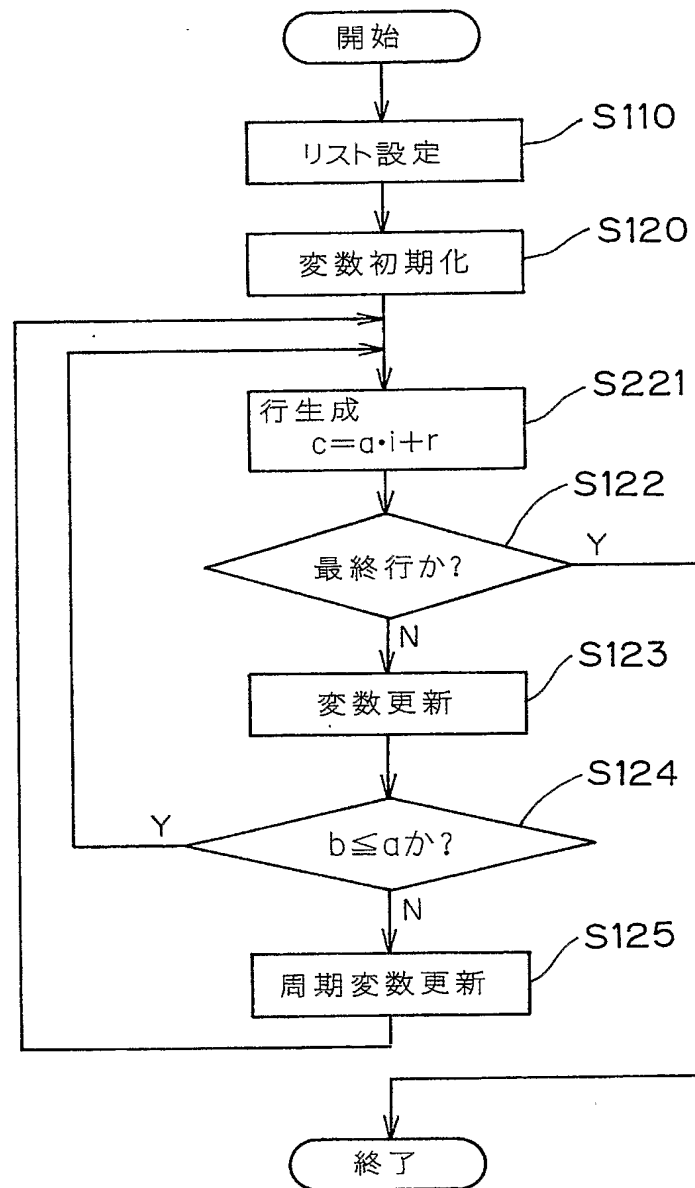 開始
S110
リスト設定
S120
変数初期化
S221
行生成
c=a·i+r
S122
最終行か?
Y
N
S123
変数更新
S124
Y
b≦aか?
N
S125
周期変数更新
終了